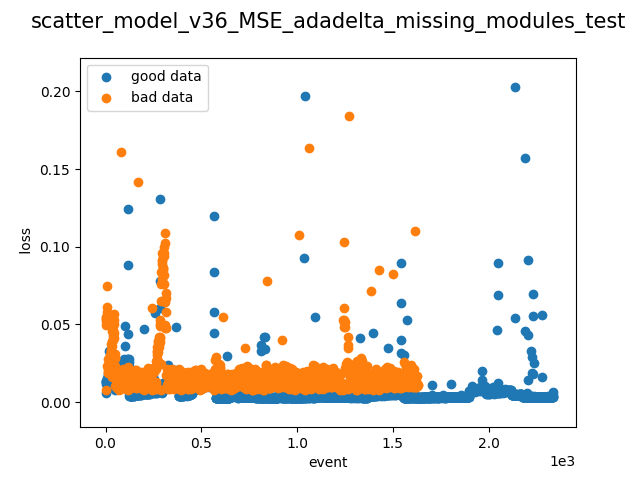 scatter_model_v36_MSE_adadelta_missing_modules_test
good data
bad data
0.20
0.15
0.10
0.05
0.00
loss
0.0
0.5
1.0
1.5
2.0
1e3
event